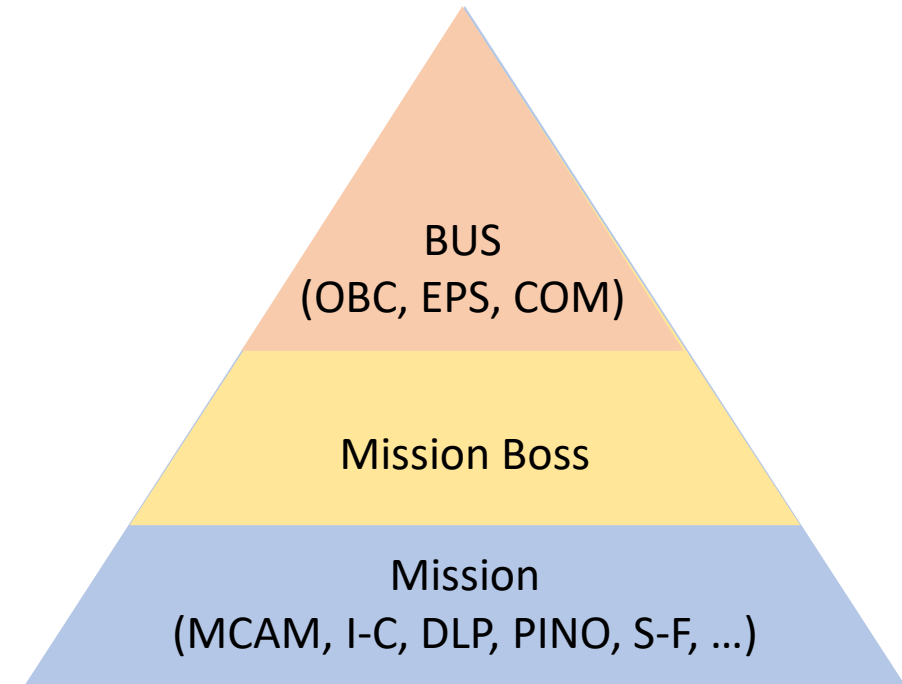 BUS
(OBC, EPS, COM)
Mission Boss
Mission
(MCAM, I-C, DLP, PINO, S-F, …)